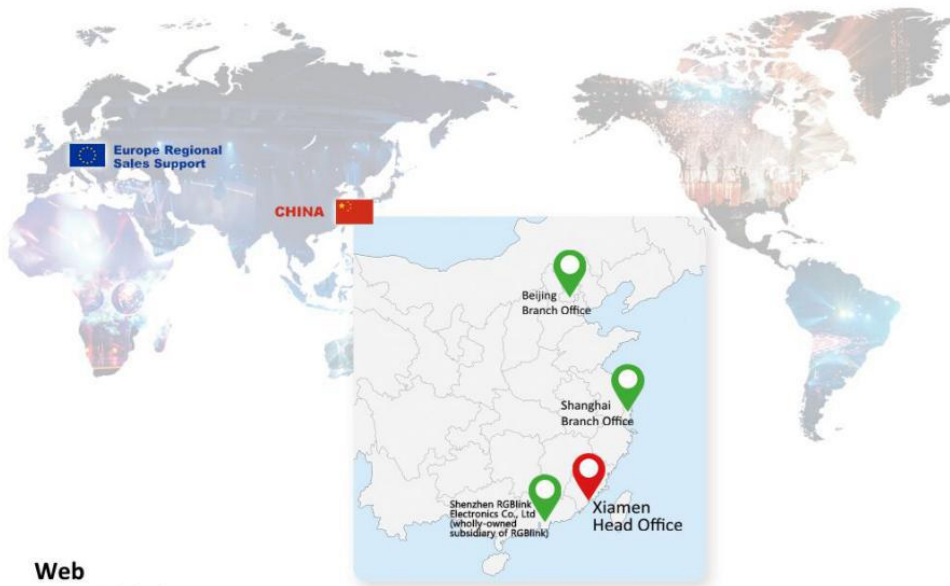 Europe Regional
Sales Support
CHINA
Beijing
Branch Office
Shanghai
Branch Office
Shenzhen RGBlink
Electronics Co., Ltd
(wholly-owned
subsidiary of RGBlink)
Xiamen
Head Office
Web